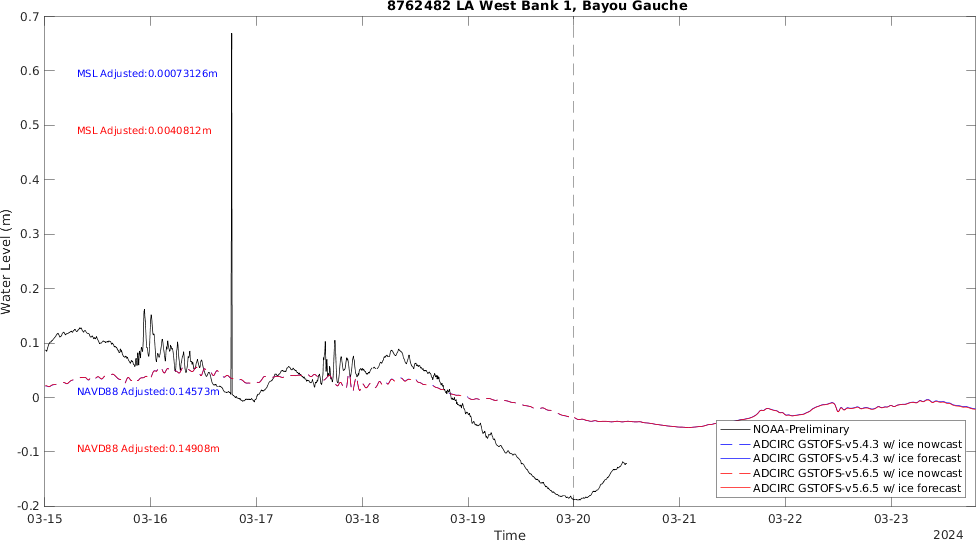 8762482 LA West Bank 1, Bayou Gauche
0.7
0.6
0.5
0.4
0.3
0.2
0.1
0
-0.1
-0.2
Water Level (m)
MSL Adjusted:0.00073126m
MSL Adjusted:0.0040812m
NAVD88 Adjusted:0.14573m
NAVD88 Adjusted:0.14908m
NOAA-Preliminary
ADCIRC GSTOFS-v5.4.3 w/ ice nowcast
ADCIRC GSTOFS-v5.4.3 w/ ice forecast
ADCIRC GSTOFS-v5.6.5 w/ ice nowcast
ADCIRC GSTOFS-v5.6.5 w/ ice forecast
03-15 03-16 03-17 03-18 03-19 03-20 03-21 03-22 03-23
Time
2024